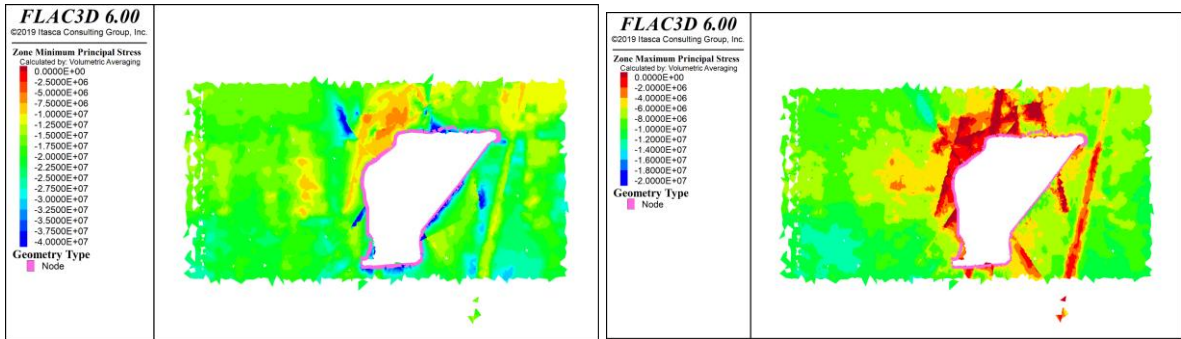 FLAC3D 6.00
©2019 Itasca Consulting Group, Inc.
Zone Minimum Principal Stress
Calculated by: Volumetric Averaging
0.0000E+00
-2.5000E+06
-5.0000E+06
-7.5000E+06
-1.0000E+07
-1.2500E+07
-1.5000E+07
-1.7500E+07
-2.0000E+07
-2.2500E+07
-2.5000E+07
-2.7500E+07
-3.0000E+07
-3.2500E+07
-3.5000E+07
-3.7500E+07
-4.0000E+07
Geometry Type
Node
FLAC3D 6.00
©2019 Itasca Consulting Group, Inc.
Zone Maximum Principal Stress
Calculated by: Volumetric Averaging
0.0000E+00
-2.0000E+06
-4.0000E+06
-6.0000E+06
-8.0000E+06
-1.0000E+07
-1.2000E+07
-1.4000E+07
-1.6000E+07
-1.8000E+07
-2.0000E+07
Geometry Type
Node